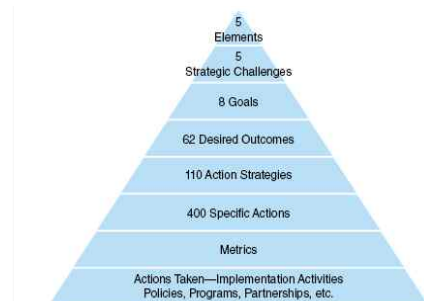 5
Elements
5
Strategic Challenges
8 Goals
62 Desired Outcomes
110 Action Strategies
400 Specific Actions
Metrics
Actions Taken—Implementation Activities
Policies, Programs, Partnerships, etc.